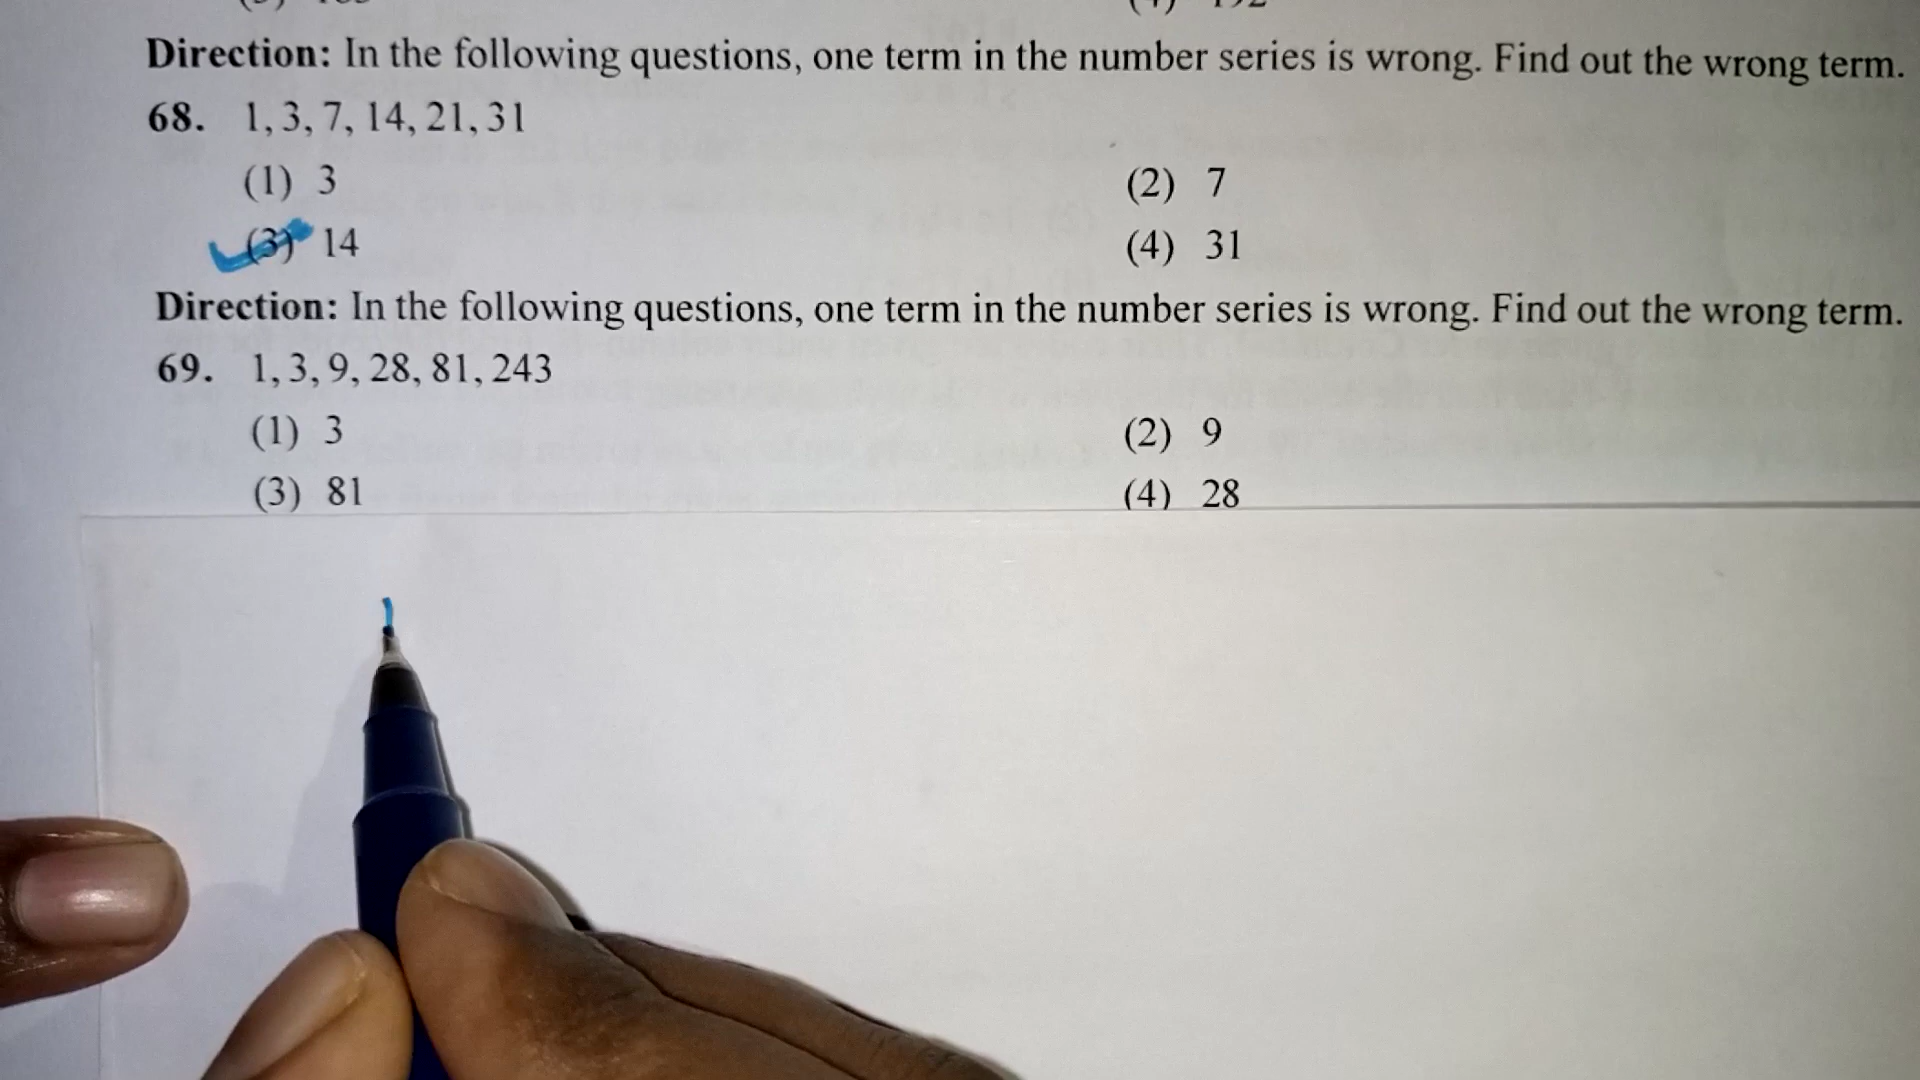 Direction: In the following questions, one term in the number series is wrong. Find out the wrong term.
68. 1, 3, 7, 14, 21, 31
(1) 3 (2) 7
(3) 14 (4) 31
Direction: In the following questions, one term in the number series is wrong. Find out the wrong term.
69. 1, 3, 9, 28, 81, 243
(1) 3 (2) 9
(3) 81 (4) 28